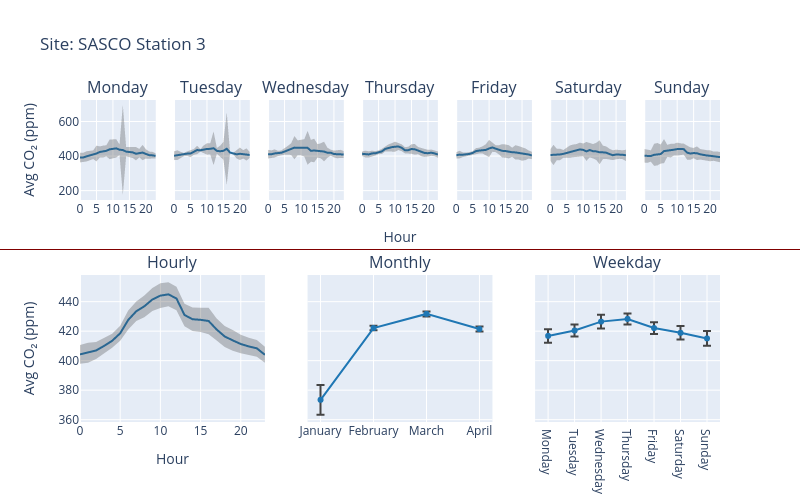 Site: SASCO Station 3
Monday Tuesday Wednesday Thursday Friday Saturday Sunday
Avg CO₂ (ppm)
600
400
200
0 5 10 15 20 0 5 10 15 20 0 5 10 15 20 0 5 10 15 20 0 5 10 15 20 0 5 10 15 20 0 5 10 15 20
Hour
Hourly Monthly Weekday
Avg CO₂ (ppm)
440
420
400
380
360
0 5 10 15 20
Hour
January February March April
Monday
Tuesday
Wednesday
Thursday
Friday
Saturday
Sunday